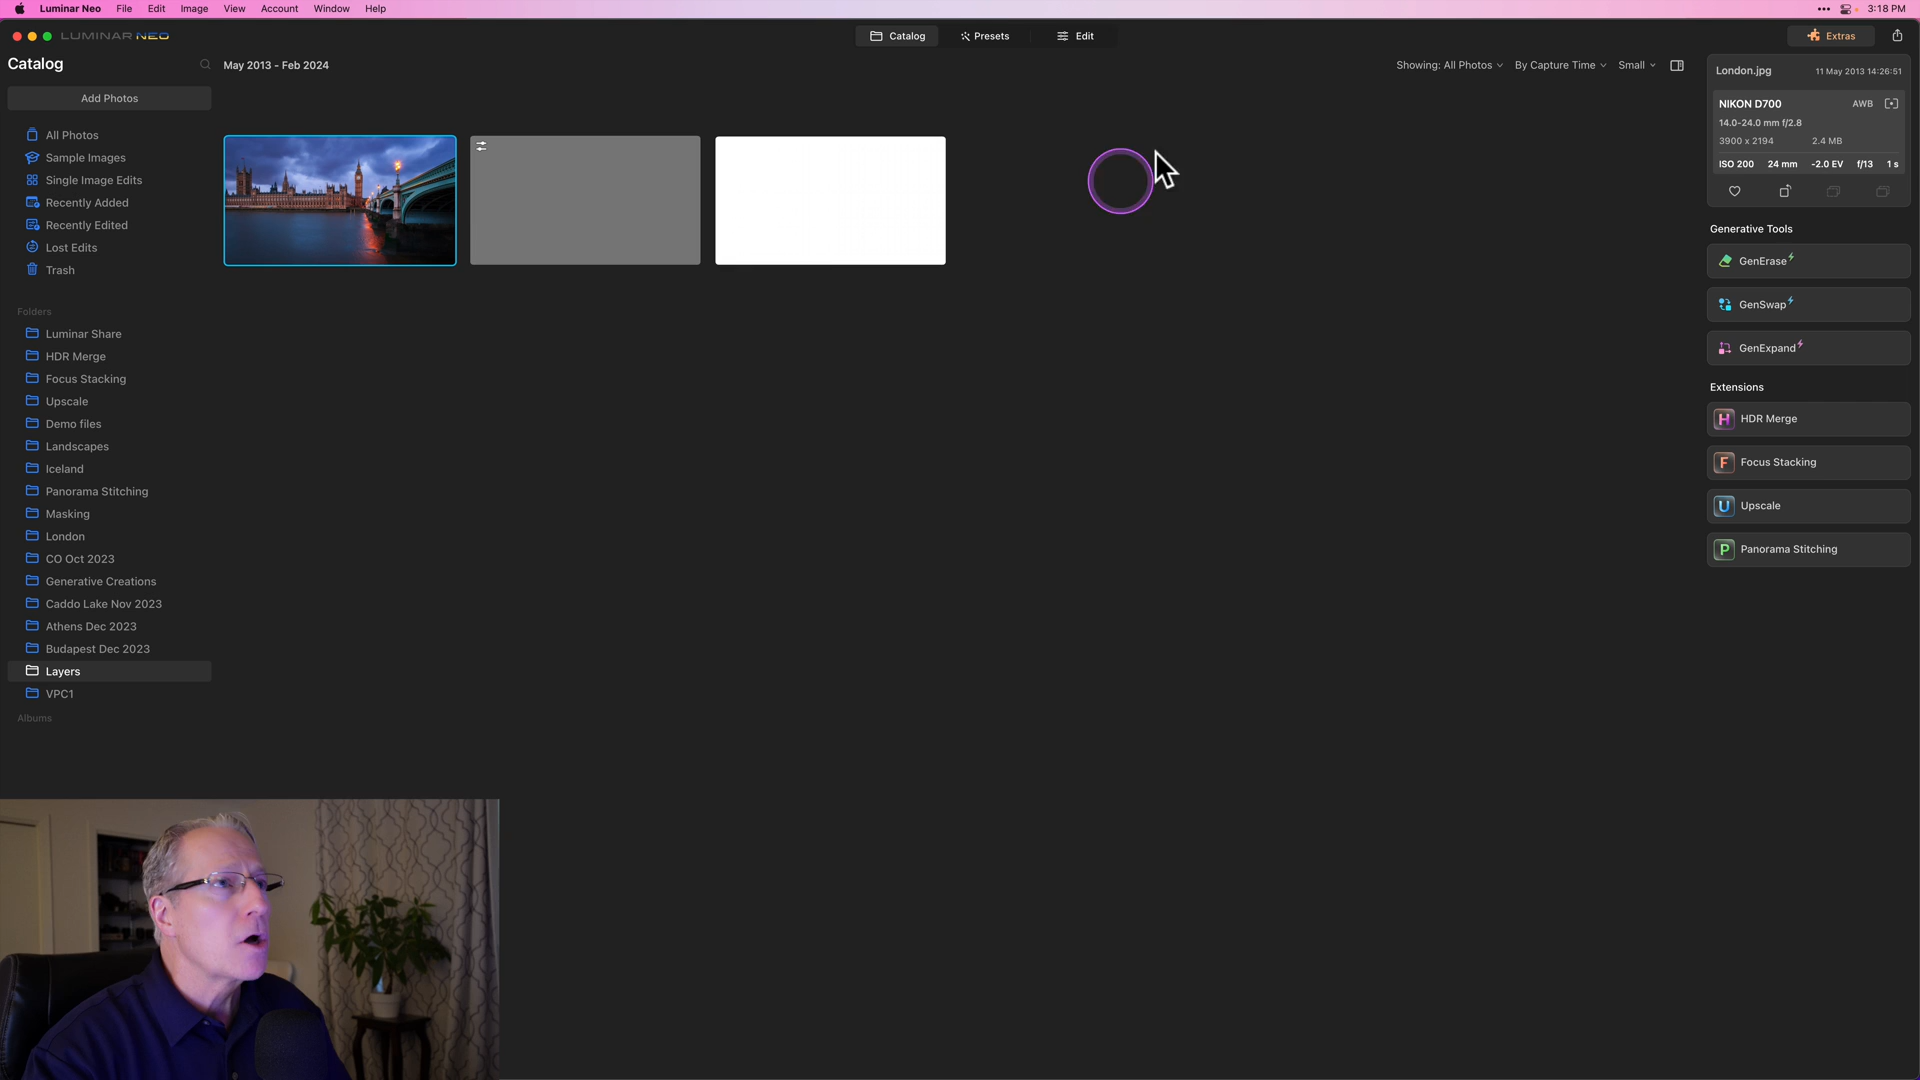 Luminar Neo File Edit Image View Account Window Help 3:18 PM
LUMINAR NEO Catalog Presets Edit Extras
Catalog
May 2013 - Feb 2024 Showing: All Photos By Capture Time Small
Add Photos
All Photos
Sample Images
Single Image Edits
Recently Added
Recently Edited
Lost Edits
Trash
Folders
Luminar Share
HDR Merge
Focus Stacking
Upscale
Demo files
Landscapes
Iceland
Panorama Stitching
Masking
London
CO Oct 2023
Generative Creations
Caddo Lake Nov 2023
Athens Dec 2023
Budapest Dec 2023
Layers
VPC1
Albums
London.jpg 11 May 2013 14:26:51
NIKON D700 AWB
14.0-24.0 mm f/2.8
3900 x 2194 2.4 MB
ISO 200 24 mm -2.0 EV f/13 1 s
Generative Tools
GenErase
GenSwap
GenExpand
Extensions
H HDR Merge
F Focus Stacking
U Upscale
P Panorama Stitching